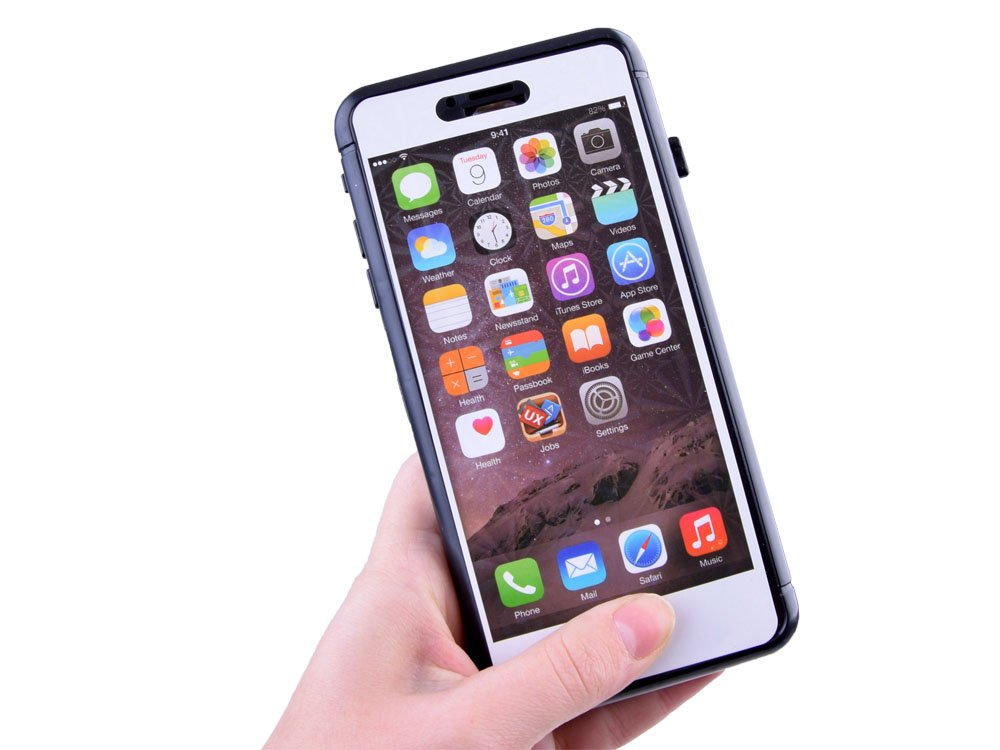 9:41
82%
Messages
Tuesday
9
Calendar
Photos
Camera
Weather
Clock
280
Maps
Videos
Notes
Newsstand
iTunes Store
App Store
Health
Passbook
iBooks
Game Center
Health
UX
Jobs
Settings
Phone
Mail
Safari
Music